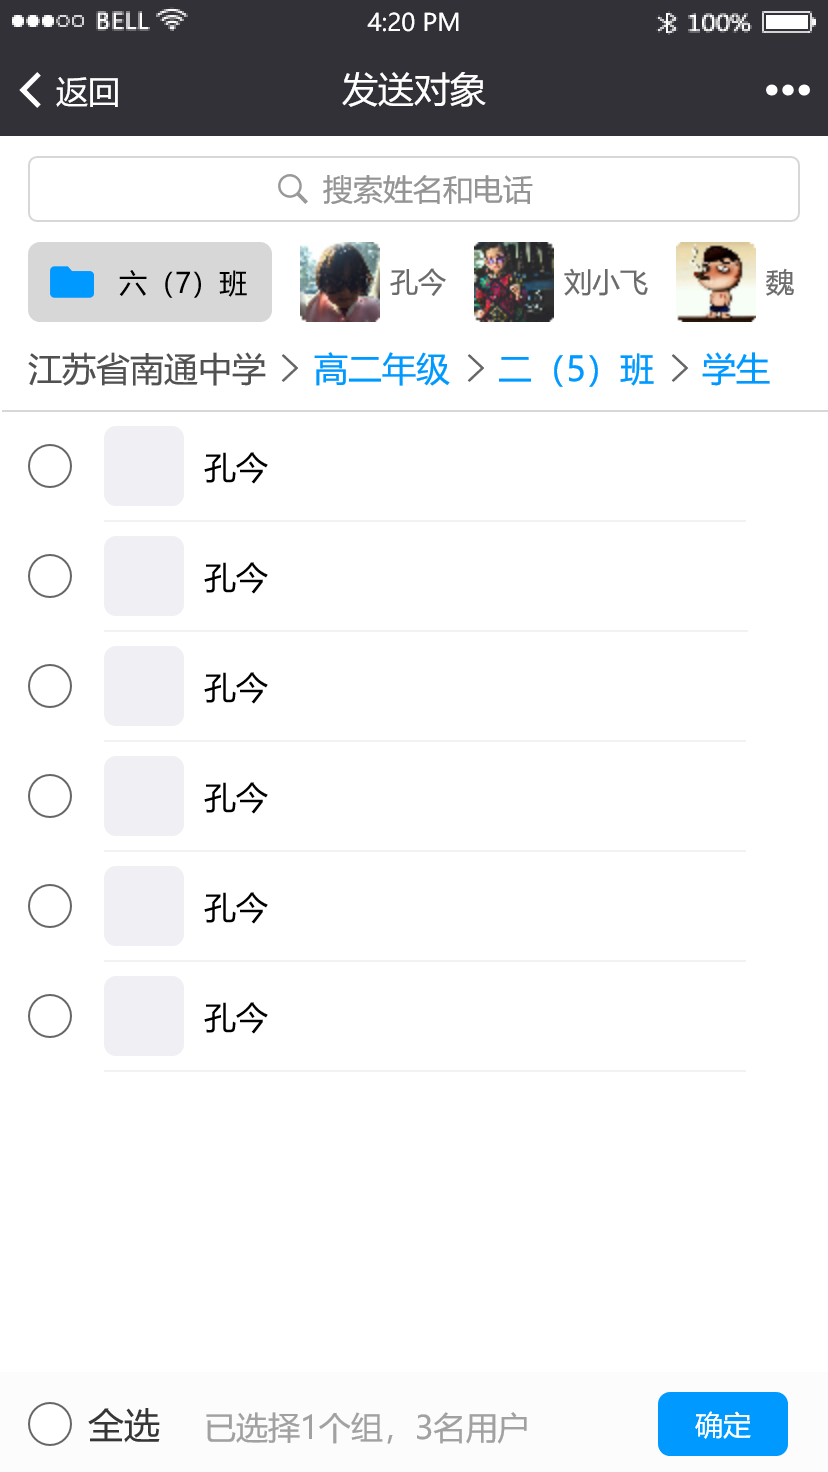 BELL 4:20 PM 100%
返回 发送对象
搜索姓名和电话
六（7）班 孔今 刘小飞 魏
江苏省南通中学 > 高二年级 > 二（5）班 > 学生
孔今
孔今
孔今
孔今
孔今
孔今
全选 已选择1个组，3名用户 确定